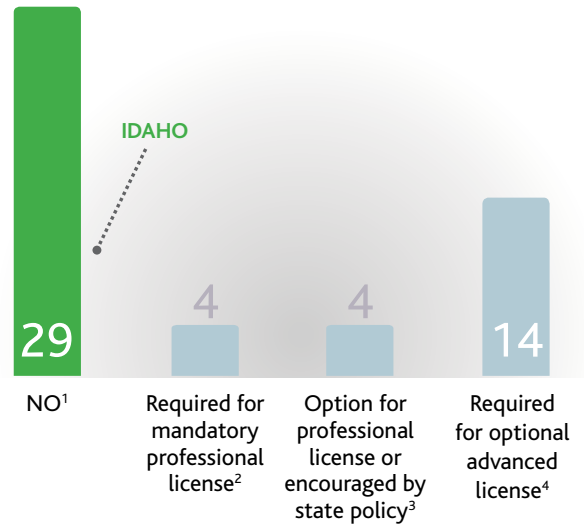 IDAHO
29
4
4
14
NO¹
Required for
mandatory
professional
license²
Option for
professional
license or
encouraged by
state policy³
Required
for optional
advanced
license⁴